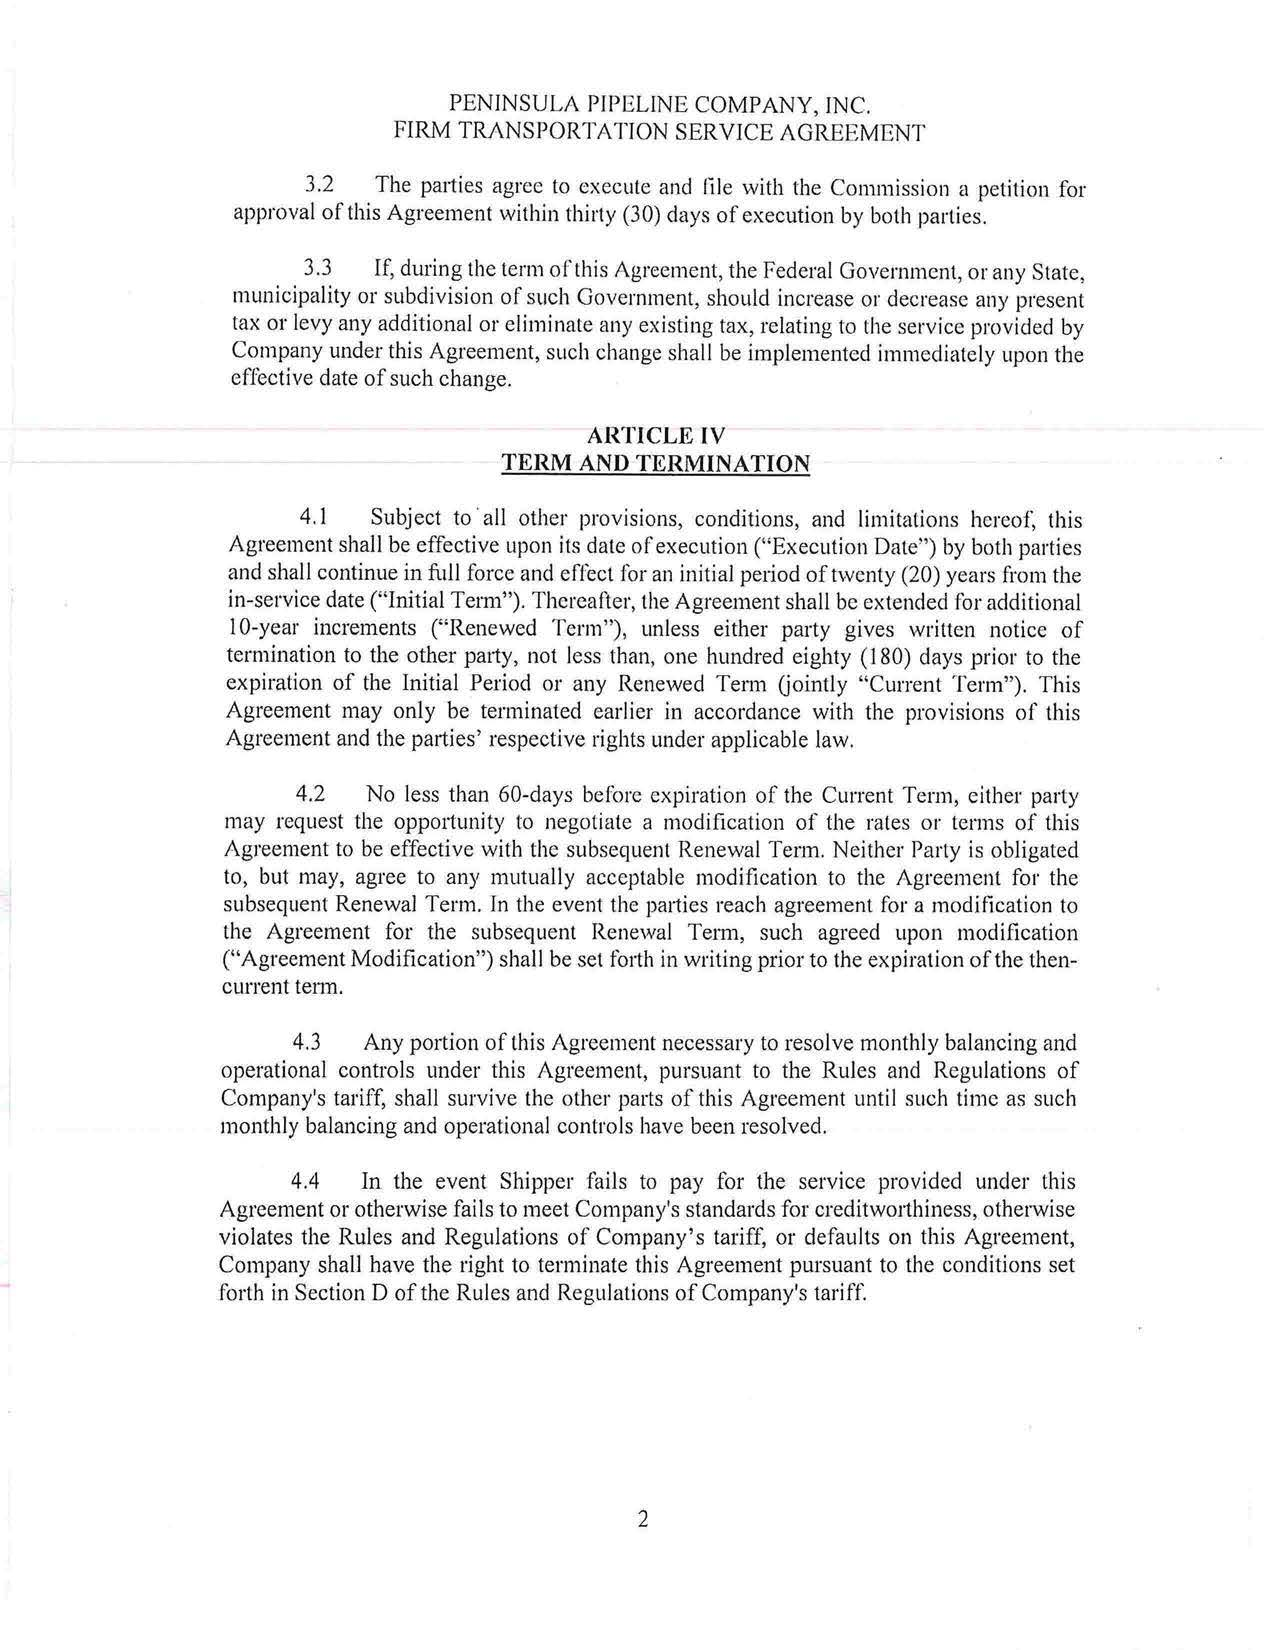 PENINSULA PIPELINE COMPANY, INC.
FIRM TRANSPORTATION SERVICE AGREEMENT
3.2 The parties agree to execute and file with the Commission a petition for
approval of this Agreement within thirty (30) days of execution by both parties.
3.3 If, during the term of this Agreement, the Federal Government, or any State,
municipality or subdivision of such Government, should increase or decrease any present
tax or levy any additional or eliminate any existing tax, relating to the service provided by
Company under this Agreement, such change shall be implemented immediately upon the
effective date of such change.
ARTICLE IV
TERM AND TERMINATION
4.1 Subject to all other provisions, conditions, and limitations hereof, this
Agreement shall be effective upon its date of execution (“Execution Date”) by both parties
and shall continue in full force and effect for an initial period of twenty (20) years from the
in-service date (“Initial Term”). Thereafter, the Agreement shall be extended for additional
10-year increments (“Renewed Term”), unless either party gives written notice of
termination to the other party, not less than, one hundred eighty (180) days prior to the
expiration of the Initial Period or any Renewed Term (jointly “Current Term”). This
Agreement may only be terminated earlier in accordance with the provisions of this
Agreement and the parties’ respective rights under applicable law.
4.2 No less than 60-days before expiration of the Current Term, either party
may request the opportunity to negotiate a modification of the rates or terms of this
Agreement to be effective with the subsequent Renewal Term. Neither Party is obligated
to, but may, agree to any mutually acceptable modification to the Agreement for the
subsequent Renewal Term. In the event the parties reach agreement for a modification to
the Agreement for the subsequent Renewal Term, such agreed upon modification
(“Agreement Modification”) shall be set forth in writing prior to the expiration of the then-
current term.
4.3 Any portion of this Agreement necessary to resolve monthly balancing and
operational controls under this Agreement, pursuant to the Rules and Regulations of
Company's tariff, shall survive the other parts of this Agreement until such time as such
monthly balancing and operational controls have been resolved.
4.4 In the event Shipper fails to pay for the service provided under this
Agreement or otherwise fails to meet Company's standards for creditworthiness, otherwise
violates the Rules and Regulations of Company’s tariff, or defaults on this Agreement,
Company shall have the right to terminate this Agreement pursuant to the conditions set
forth in Section D of the Rules and Regulations of Company's tariff.
2